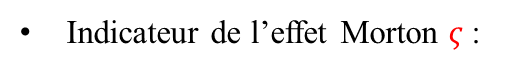 • Indicateur de l’effet Morton ς :